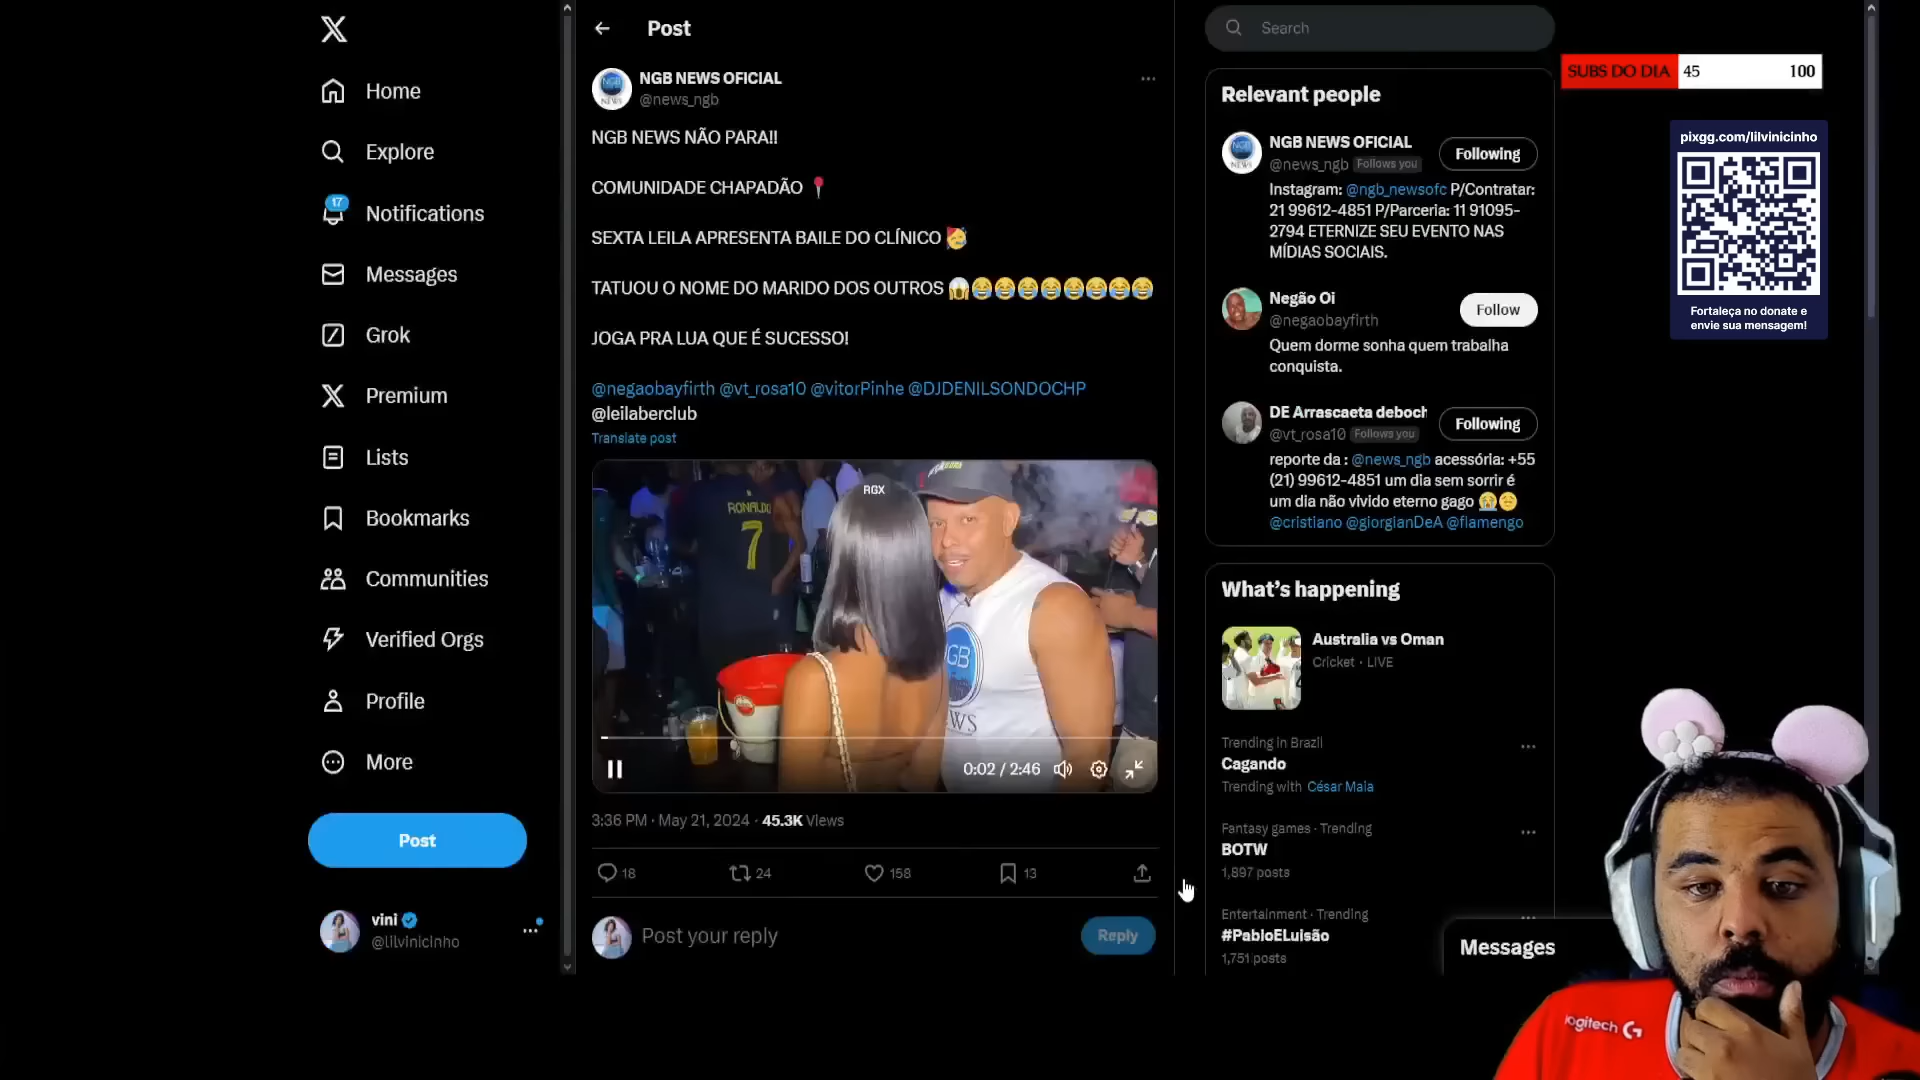 Home
Explore
17
Notifications
Messages
Grok
Premium
Lists
Bookmarks
Communities
Verified Orgs
Profile
More
Post
vini
@lilvinicinho
Post
NGB NEWS OFICIAL
@news_ngb
NGB NEWS NÃO PARA!!
COMUNIDADE CHAPADÃO 📍
SEXTA LEILA APRESENTA BAILE DO CLÍNICO 🥳
TATUOU O NOME DO MARIDO DOS OUTROS 😱😂😂😂😂😂😂😂😂
JOGA PRA LUA QUE É SUCESSO!
@negaobayfirth @vt_rosa10 @vitorPinhe @DJDENILSONDOCHP
@leilaberclub
Translate post
RGX
RONALDO
7
GB
NEWS
0:02 / 2:46
3:36 PM · May 21, 2024 · 45.3K Views
18
24
158
13
Post your reply
Reply
Search
Relevant people
NGB NEWS OFICIAL
@news_ngb Follows you
Following
Instagram: @ngb_newsofc P/Contratar:
21 99612-4851 P/Parceria: 11 91095-
2794 ETERNIZE SEU EVENTO NAS
MÍDIAS SOCIAIS.
Negão Oi
@negaobayfirth
Follow
Quem dorme sonha quem trabalha
conquista.
DE Arrascaeta deboch
@vt_rosa10 Follows you
Following
reporte da : @news_ngb acessória: +55
(21) 99612-4851 um dia sem sorrir é
um dia não vivido eterno gago 😭😌
@cristiano @giorgianDeA @flamengo
What's happening
Australia vs Oman
Cricket · LIVE
Trending in Brazil
Cagando
Trending with César Maia
Fantasy games · Trending
BOTW
1,897 posts
Entertainment · Trending
#PabloELuisão
1,751 posts
Messages
SUBS DO DIA 45 100
pixgg.com/lilvinicinho
Fortaleça no donate e
envie sua mensagem!
logitech G